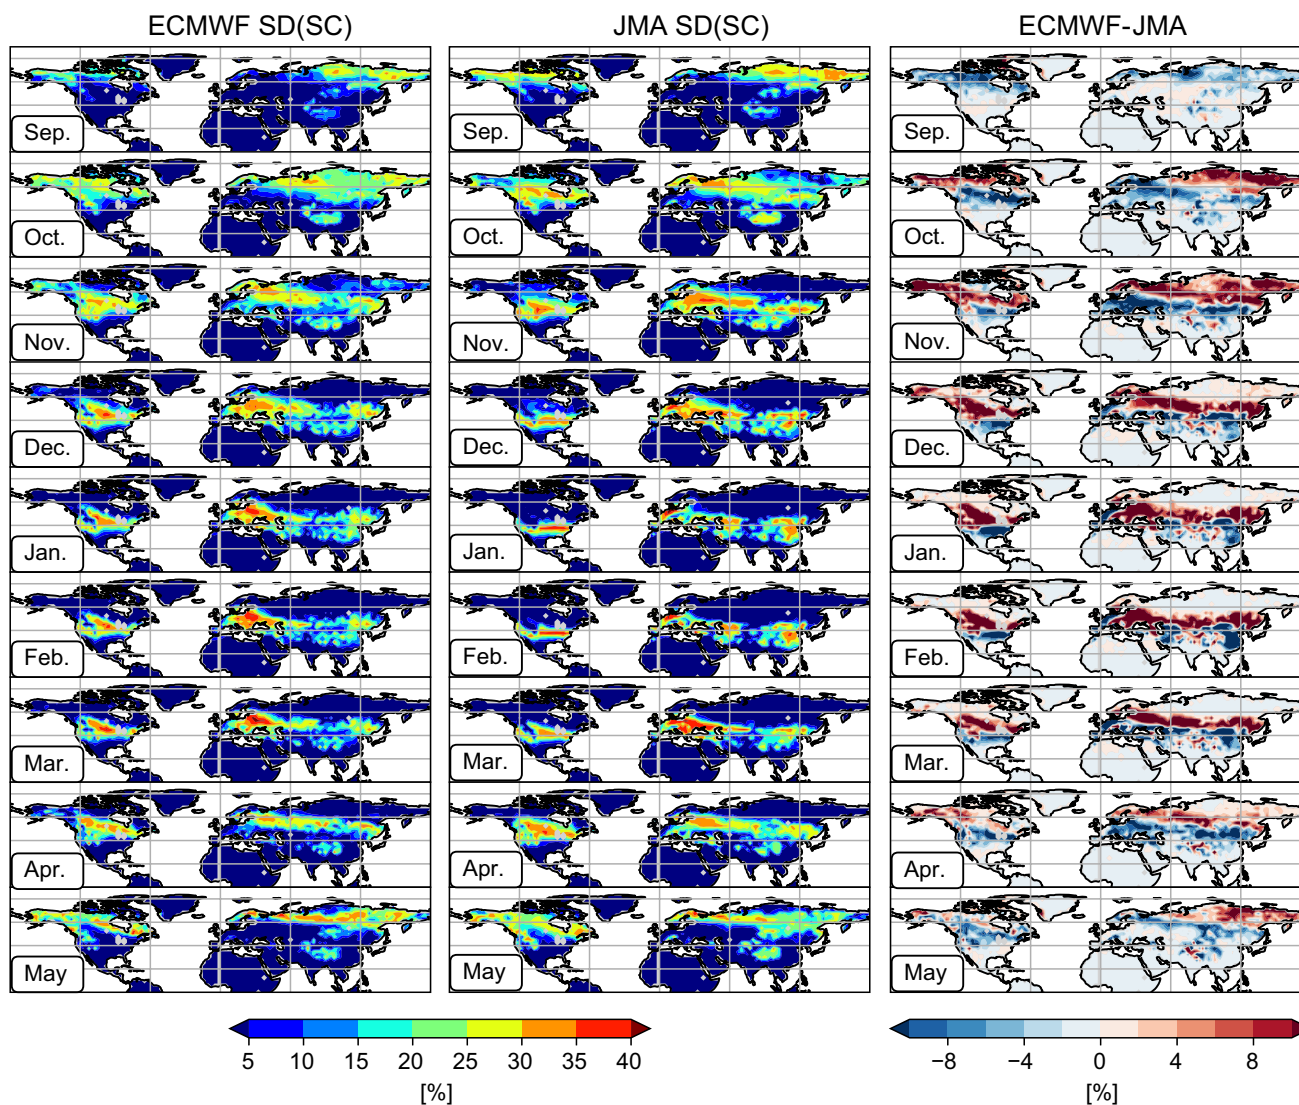 ECMWF SD(SC) JMA SD(SC) ECMWF-JMA
Sep. Sep. Sep.
Oct. Oct. Oct.
Nov. Nov. Nov.
Dec. Dec. Dec.
Jan. Jan. Jan.
Feb. Feb. Feb.
Mar. Mar. Mar.
Apr. Apr. Apr.
May May May
5 10 15 20 25 30 35 40 −8 −4 0 4 8
[%] [%]